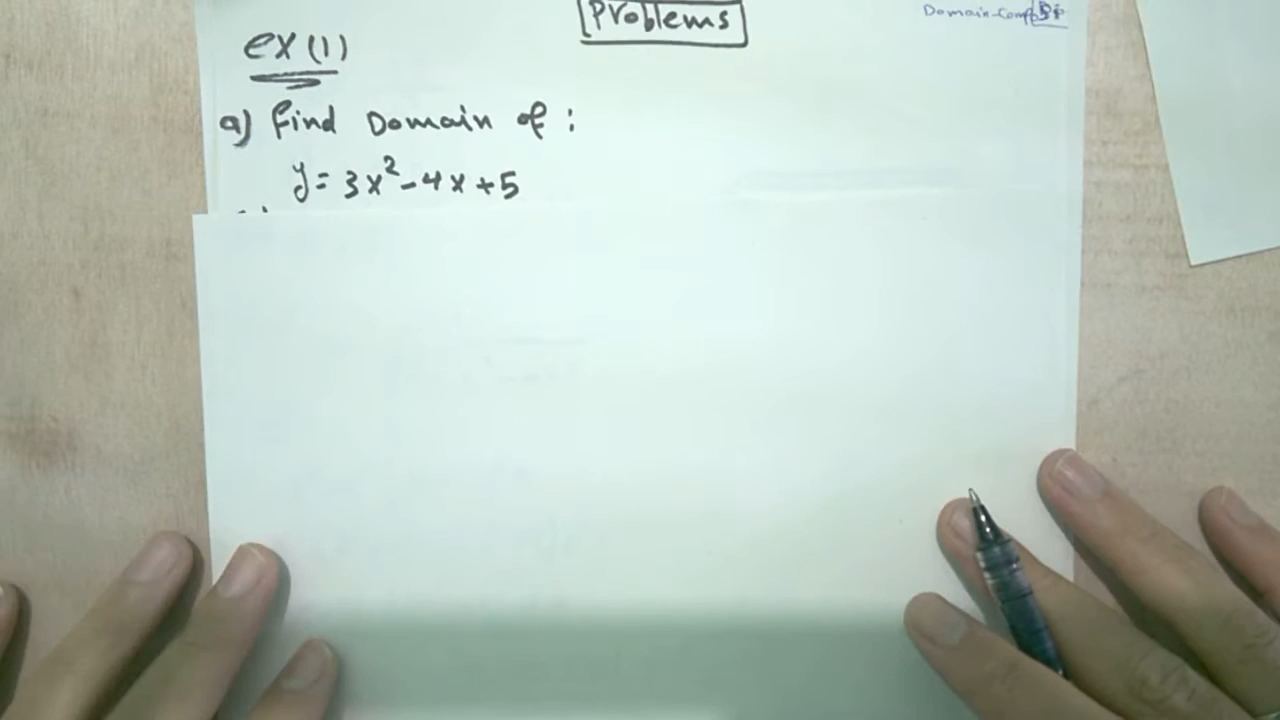 Problems
Domain-Comp
ex (1)
a) Find Domain of :
y = 3x² - 4x + 5